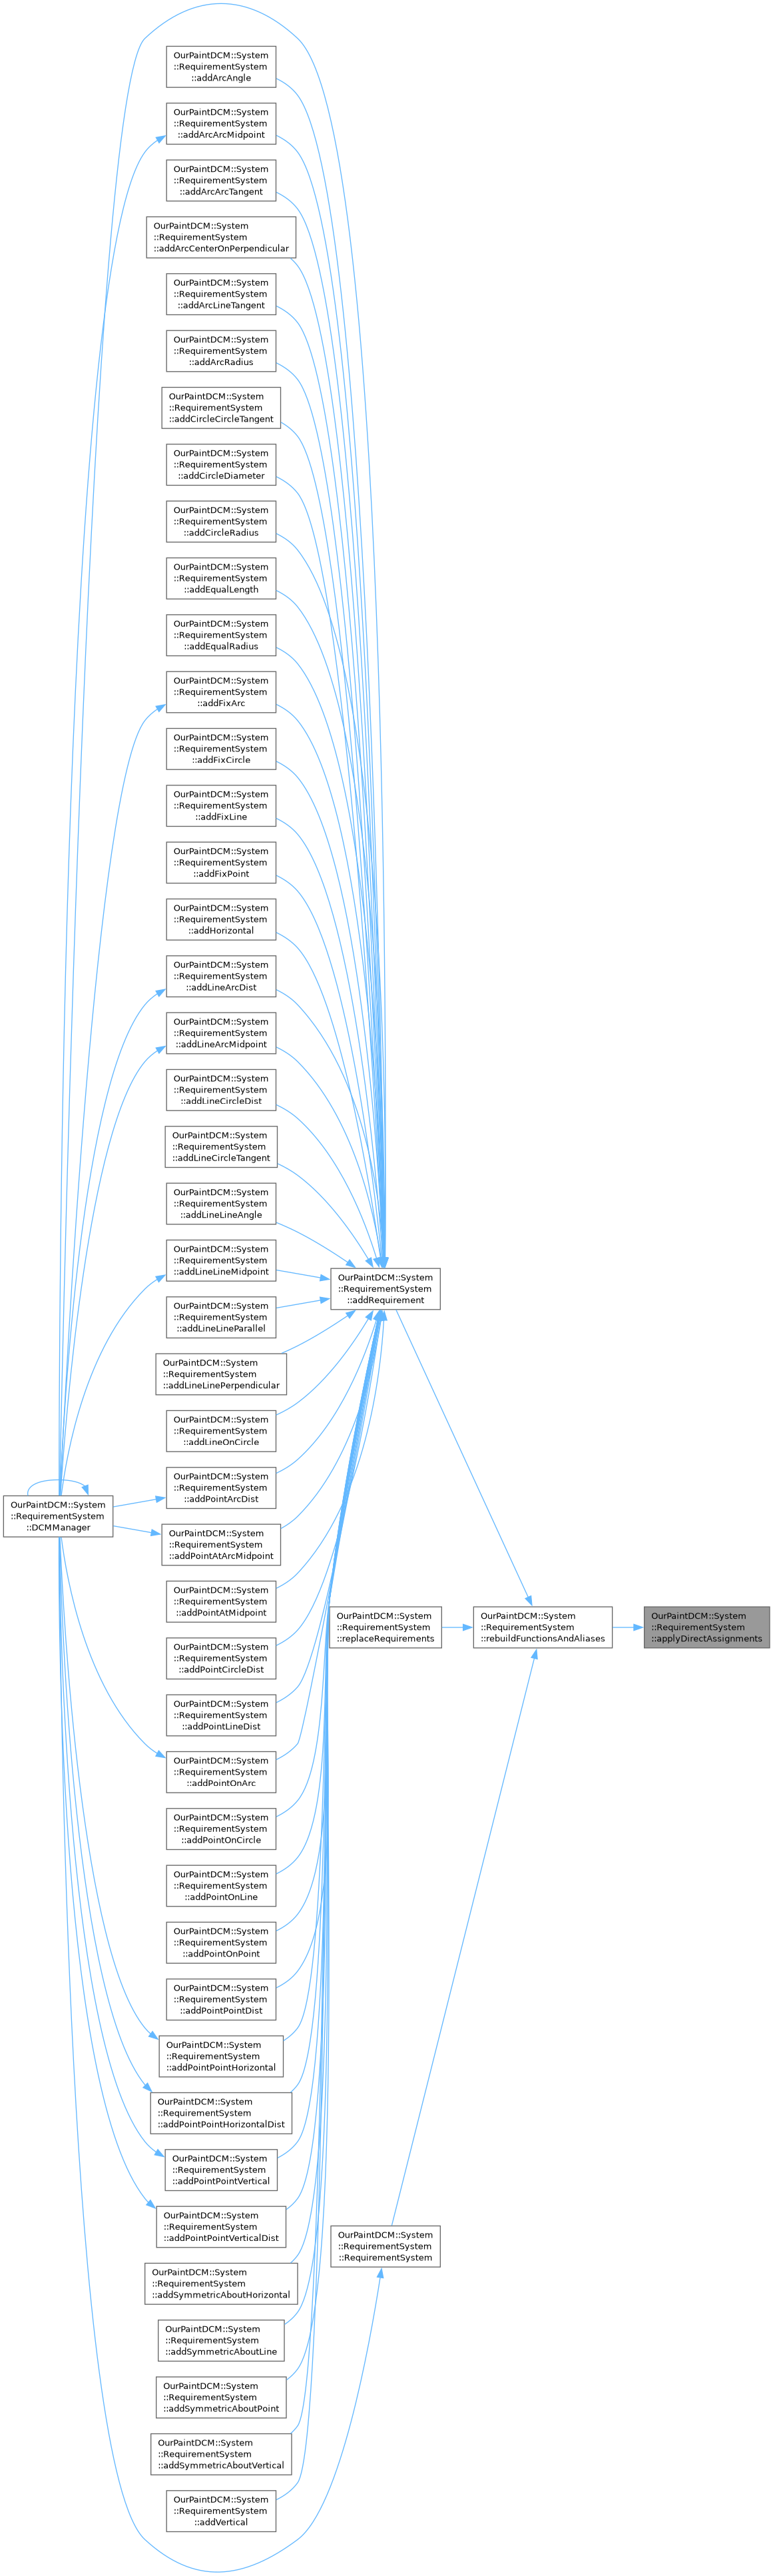 OurPaintDCM::System
::RequirementSystem
::addArcAngle
OurPaintDCM::System
::RequirementSystem
::addArcArcMidpoint
OurPaintDCM::System
::RequirementSystem
::addArcArcTangent
OurPaintDCM::System
::RequirementSystem
::addArcCenterOnPerpendicular
OurPaintDCM::System
::RequirementSystem
::addArcLineTangent
OurPaintDCM::System
::RequirementSystem
::addArcRadius
OurPaintDCM::System
::RequirementSystem
::addCircleCircleTangent
OurPaintDCM::System
::RequirementSystem
::addCircleDiameter
OurPaintDCM::System
::RequirementSystem
::addCircleRadius
OurPaintDCM::System
::RequirementSystem
::addEqualLength
OurPaintDCM::System
::RequirementSystem
::addEqualRadius
OurPaintDCM::System
::RequirementSystem
::addFixArc
OurPaintDCM::System
::RequirementSystem
::addFixCircle
OurPaintDCM::System
::RequirementSystem
::addFixLine
OurPaintDCM::System
::RequirementSystem
::addFixPoint
OurPaintDCM::System
::RequirementSystem
::addHorizontal
OurPaintDCM::System
::RequirementSystem
::addLineArcDist
OurPaintDCM::System
::RequirementSystem
::addLineArcMidpoint
OurPaintDCM::System
::RequirementSystem
::addLineCircleDist
OurPaintDCM::System
::RequirementSystem
::addLineCircleTangent
OurPaintDCM::System
::RequirementSystem
::addLineLineAngle
OurPaintDCM::System
::RequirementSystem
::addLineLineMidpoint
OurPaintDCM::System
::RequirementSystem
::addRequirement
OurPaintDCM::System
::RequirementSystem
::addLineLineParallel
OurPaintDCM::System
::RequirementSystem
::addLineLinePerpendicular
OurPaintDCM::System
::RequirementSystem
::addLineOnCircle
OurPaintDCM::System
::RequirementSystem
::addPointArcDist
OurPaintDCM::System
::RequirementSystem
::DCMManager
OurPaintDCM::System
::RequirementSystem
::addPointAtArcMidpoint
OurPaintDCM::System
::RequirementSystem
::addPointAtMidpoint
OurPaintDCM::System
::RequirementSystem
::replaceRequirements
OurPaintDCM::System
::RequirementSystem
::rebuildFunctionsAndAliases
OurPaintDCM::System
::RequirementSystem
::applyDirectAssignments
OurPaintDCM::System
::RequirementSystem
::addPointCircleDist
OurPaintDCM::System
::RequirementSystem
::addPointLineDist
OurPaintDCM::System
::RequirementSystem
::addPointOnArc
OurPaintDCM::System
::RequirementSystem
::addPointOnCircle
OurPaintDCM::System
::RequirementSystem
::addPointOnLine
OurPaintDCM::System
::RequirementSystem
::addPointOnPoint
OurPaintDCM::System
::RequirementSystem
::addPointPointDist
OurPaintDCM::System
::RequirementSystem
::addPointPointHorizontal
OurPaintDCM::System
::RequirementSystem
::addPointPointHorizontalDist
OurPaintDCM::System
::RequirementSystem
::addPointPointVertical
OurPaintDCM::System
::RequirementSystem
::addPointPointVerticalDist
OurPaintDCM::System
::RequirementSystem
::RequirementSystem
OurPaintDCM::System
::RequirementSystem
::addSymmetricAboutHorizontal
OurPaintDCM::System
::RequirementSystem
::addSymmetricAboutLine
OurPaintDCM::System
::RequirementSystem
::addSymmetricAboutPoint
OurPaintDCM::System
::RequirementSystem
::addSymmetricAboutVertical
OurPaintDCM::System
::RequirementSystem
::addVertical